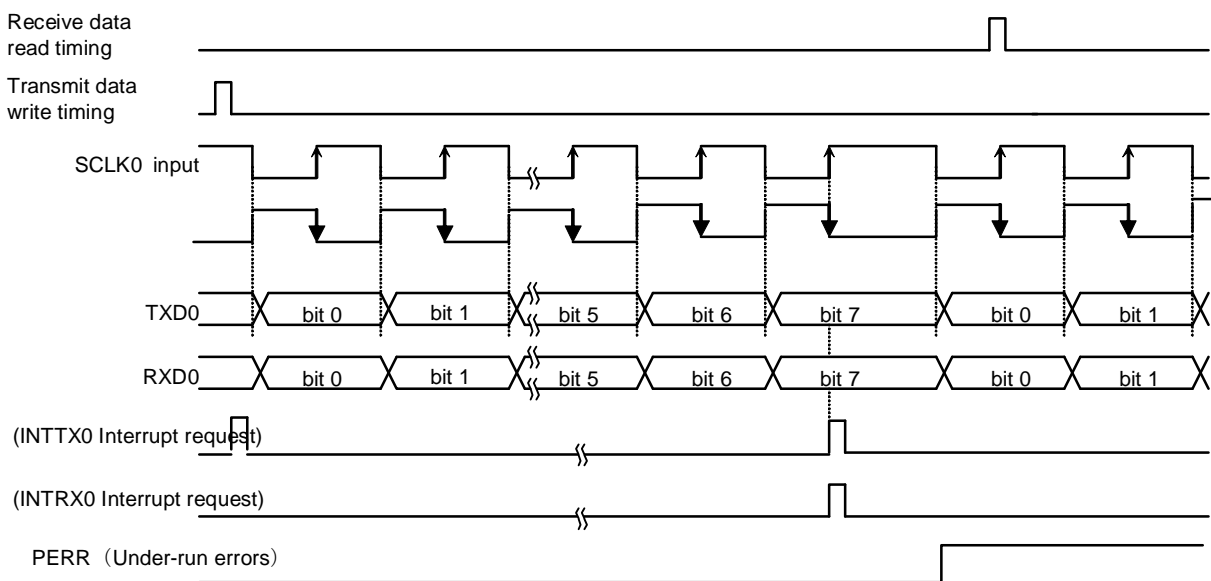 Receive data
read timing
Transmit data
write timing
SCLK0 input
TXD0
bit 0 bit 1 bit 5 bit 6 bit 7 bit 0 bit 1
RXD0
bit 0 bit 1 bit 5 bit 6 bit 7 bit 0 bit 1
(INTTX0 Interrupt request)
(INTRX0 Interrupt request)
PERR（Under-run errors）